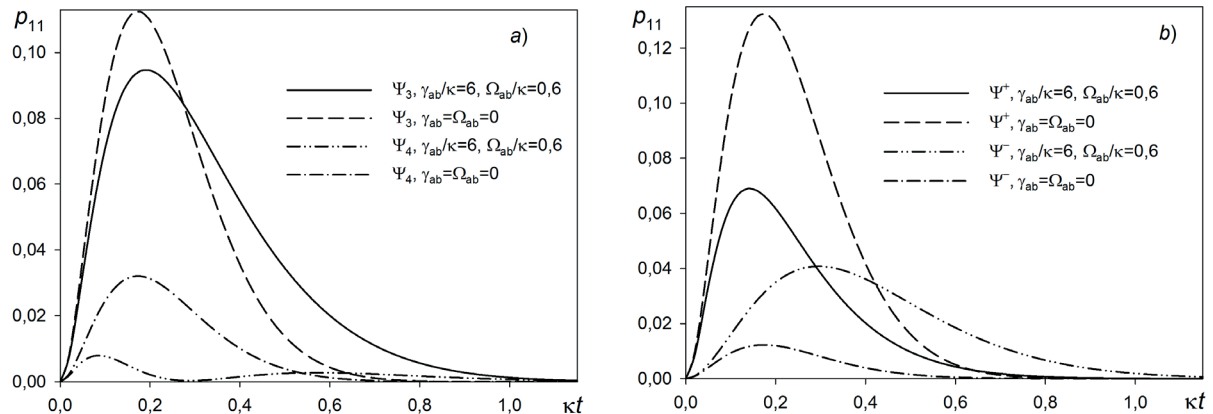 p₁₁
a)
0,10
0,08
0,06
0,04
0,02
0,00
Ψ₃, γab/κ=6, Ωab/κ=0,6
Ψ₃, γab=Ωab=0
Ψ₄, γab/κ=6, Ωab/κ=0,6
Ψ₄, γab=Ωab=0
0,0 0,2 0,4 0,6 0,8 1,0 κt
p₁₁
b)
0,12
0,10
0,08
0,06
0,04
0,02
0,00
Ψ⁺, γab/κ=6, Ωab/κ=0,6
Ψ⁺, γab=Ωab=0
Ψ⁻, γab/κ=6, Ωab/κ=0,6
Ψ⁻, γab=Ωab=0
0,0 0,2 0,4 0,6 0,8 1,0 κt